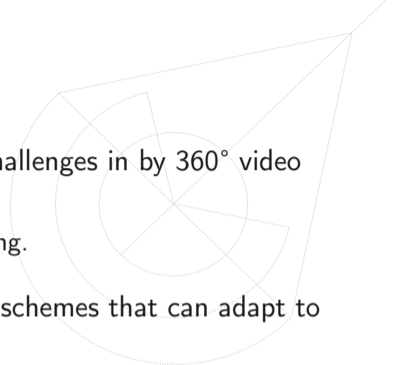 allenges in by 360° video
ng.
schemes that can adapt to